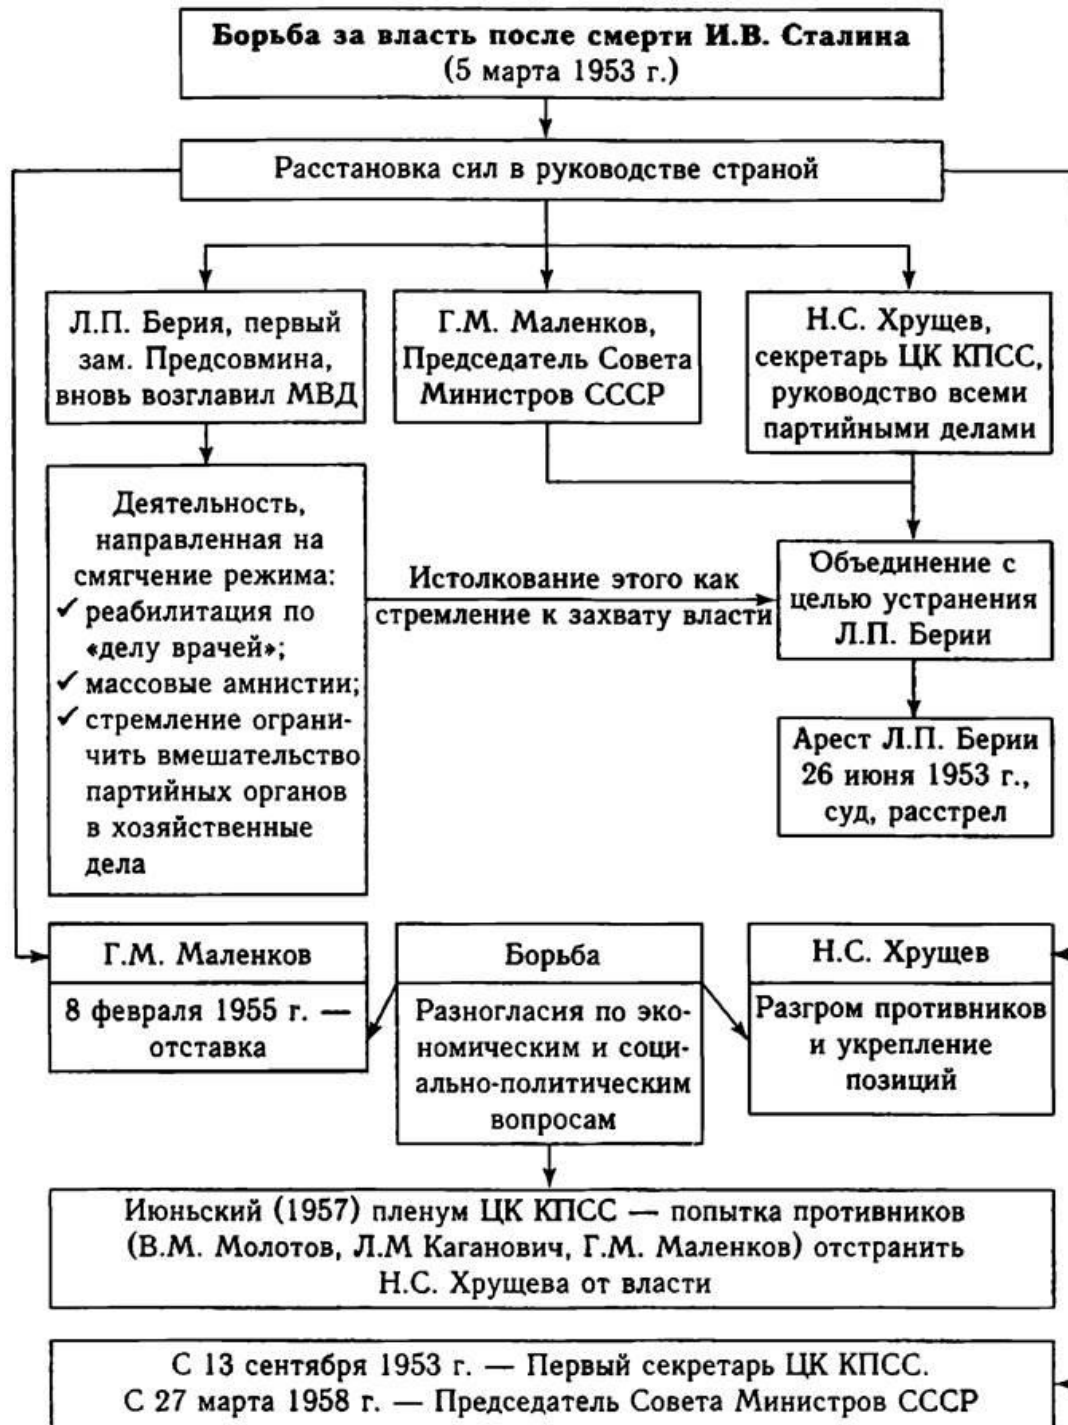 Борьба за власть после смерти И.В. Сталина
(5 марта 1953 г.)
Расстановка сил в руководстве страной
Л.П. Берия, первый
зам. Предсовмина,
вновь возглавил МВД
Г.М. Маленков,
Председатель Совета
Министров СССР
Н.С. Хрущев,
секретарь ЦК КПСС,
руководство всеми
партийными делами
Деятельность,
направленная на
смягчение режима:
✓ реабилитация по
«делу врачей»;
✓ массовые амнистии;
✓ стремление ограни-
чить вмешательство
партийных органов
в хозяйственные
дела
Истолкование этого как
стремление к захвату власти
Объединение с
целью устранения
Л.П. Берии
Арест Л.П. Берии
26 июня 1953 г.,
суд, расстрел
Г.М. Маленков
8 февраля 1955 г. —
отставка
Борьба
Разногласия по эко-
номическим и соци-
ально-политическим
вопросам
Н.С. Хрущев
Разгром противников
и укрепление
позиций
Июньский (1957) пленум ЦК КПСС — попытка противников
(В.М. Молотов, Л.М Каганович, Г.М. Маленков) отстранить
Н.С. Хрущева от власти
С 13 сентября 1953 г. — Первый секретарь ЦК КПСС.
С 27 марта 1958 г. — Председатель Совета Министров СССР